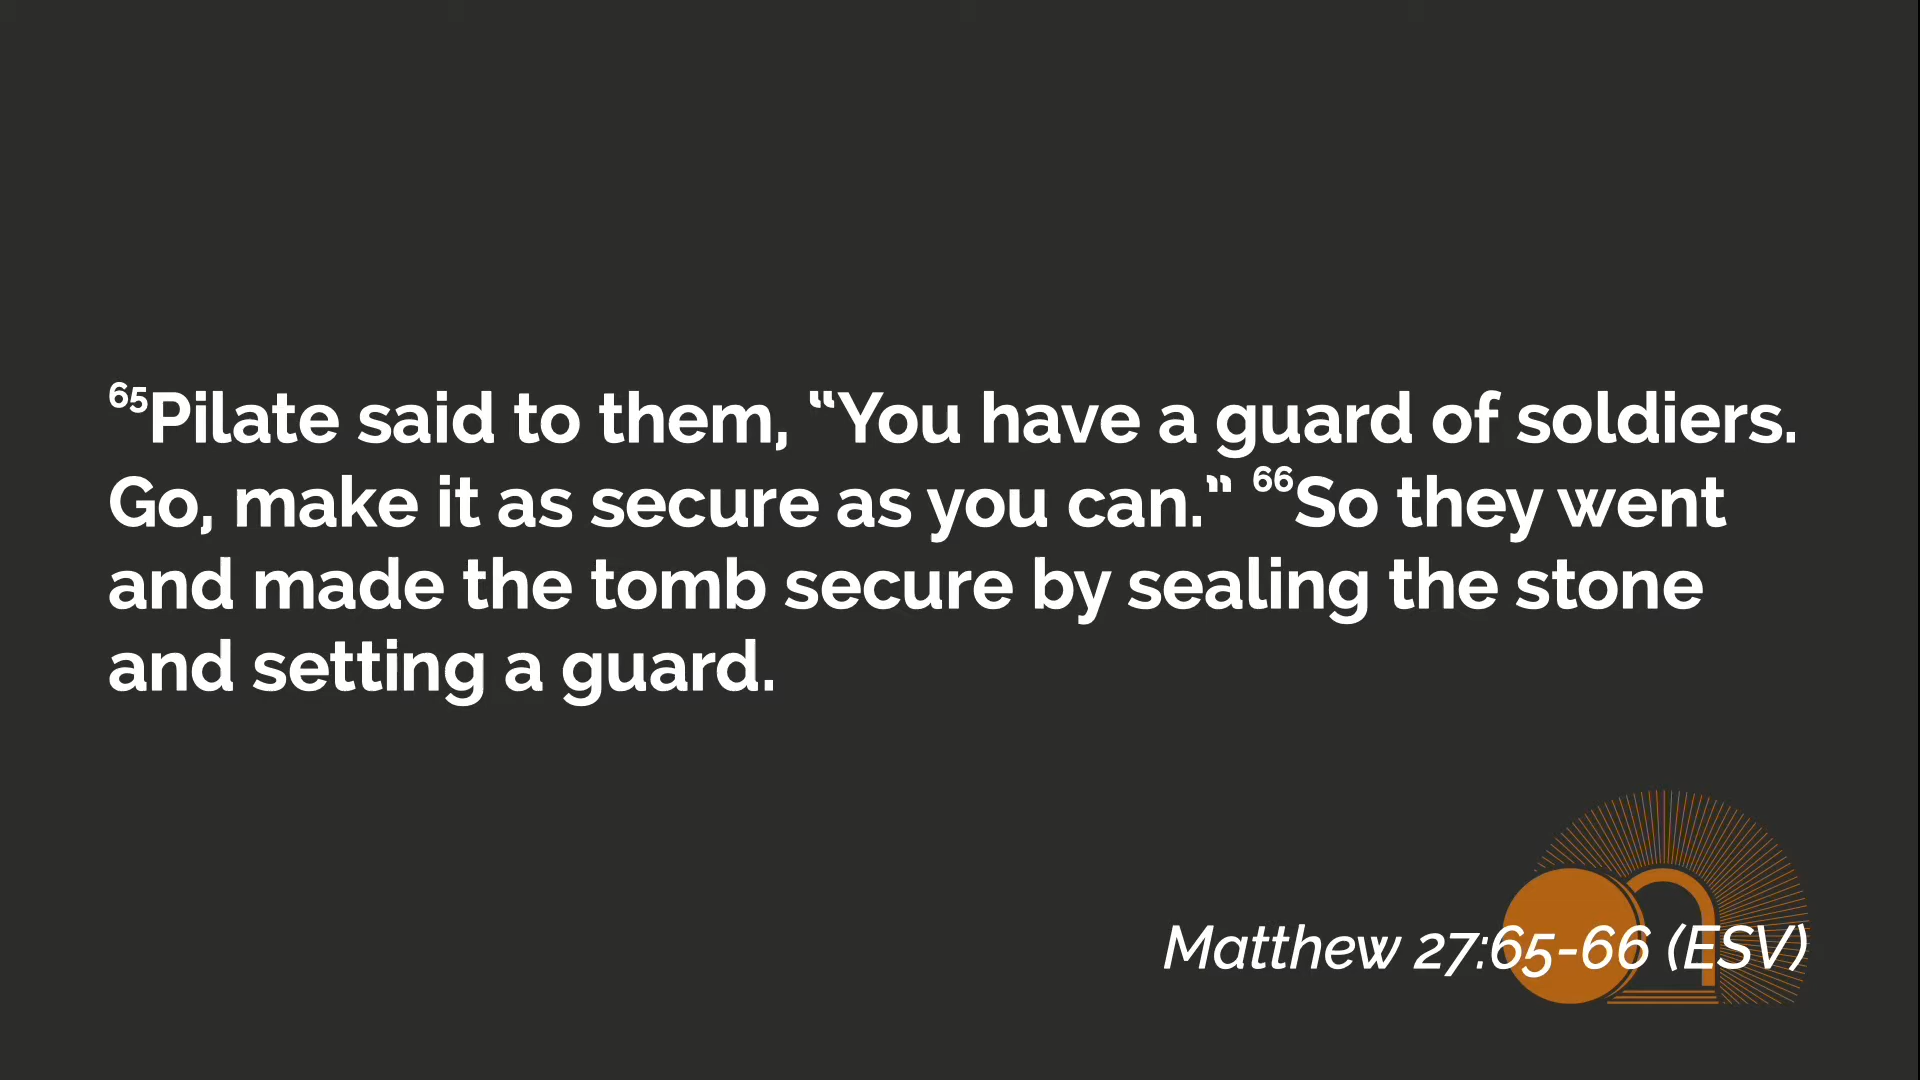 ⁶⁵Pilate said to them, “You have a guard of soldiers.
Go, make it as secure as you can.” ⁶⁶So they went
and made the tomb secure by sealing the stone
and setting a guard.
Matthew 27:65-66 (ESV)